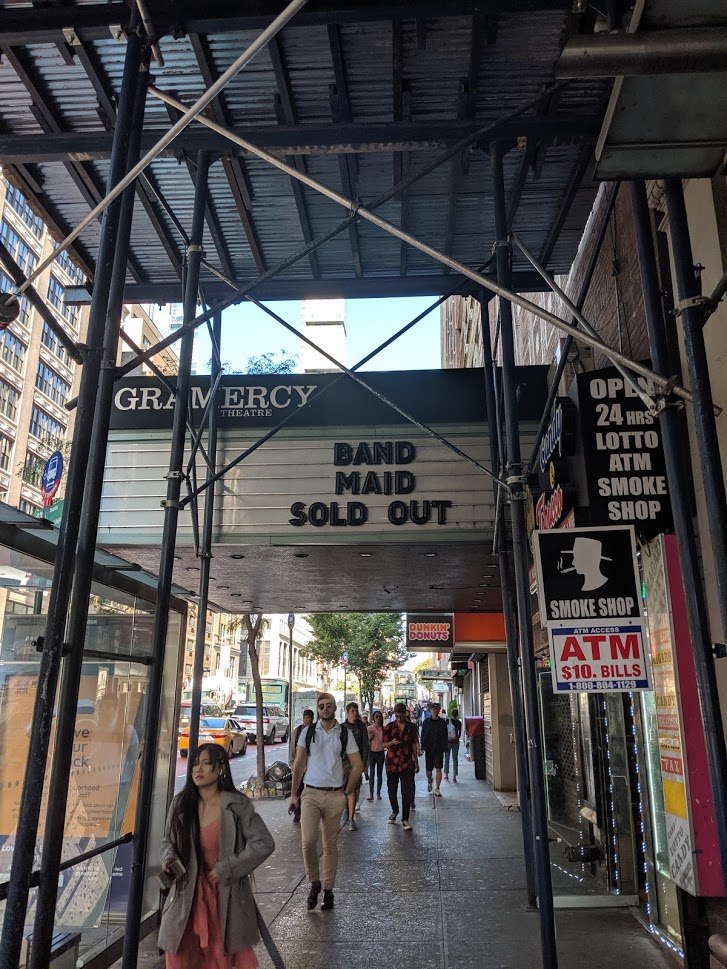 GRAMERCY
THEATRE
BAND
MAID
SOLD OUT
OPEN
24 HRS
LOTTO
ATM
SMOKE
SHOP
SMOKE SHOP
ATM ACCESS
ATM
$10. BILLS
1-800-804-1129
DUNKIN'
DONUTS